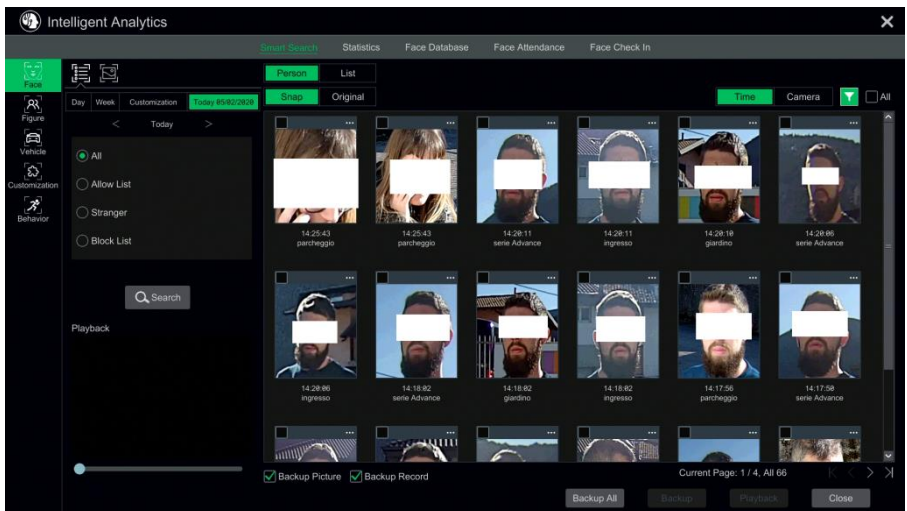 Intelligent Analytics
Smart Search Statistics Face Database Face Attendance Face Check In
Face
Figure
Vehicle
Customization
Behavior
Day Week Customization Today 05/02/2020
< Today >
All
Allow List
Stranger
Block List
Search
Playback
Person List
Snap Original
Time Camera All
14:25:43 14:25:43 14:20:11 14:20:11 14:20:10 14:20:06
parcheggio parcheggio serie Advance ingresso giardino serie Advance
14:20:06 14:18:02 14:18:02 14:18:02 14:17:56 14:17:50
ingresso serie Advance giardino ingresso parcheggio serie Advance
Backup Picture Backup Record
Current Page: 1 / 4, All 66
Backup All Backup Playback Close